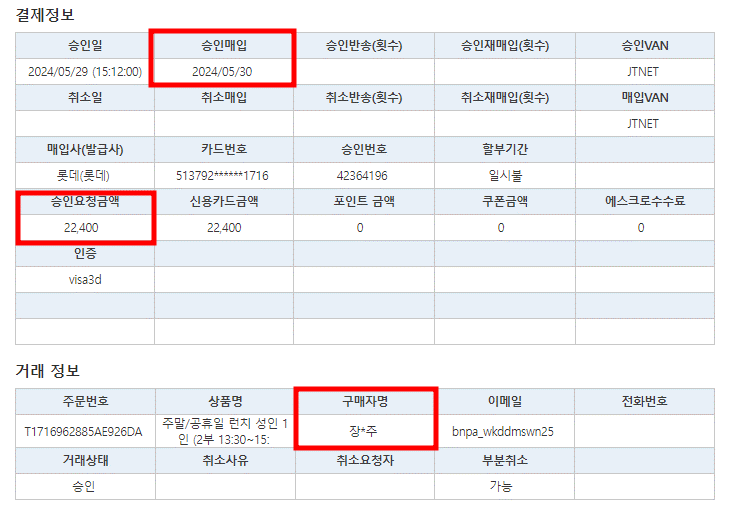 결제정보
승인일 승인매입 승인반송(횟수) 승인재매입(횟수) 승인VAN
2024/05/29 (15:12:00) 2024/05/30 JTNET
취소일 취소매입 취소반송(횟수) 취소재매입(횟수) 매입VAN
JTNET
매입사(발급사) 카드번호 승인번호 할부기간
롯데(롯데) 513792******1716 42364196 일시불
승인요청금액 신용카드금액 포인트 금액 쿠폰금액 에스크로수수료
22,400 22,400 0 0 0
인증
visa3d
거래 정보
주문번호 상품명 구매자명 이메일 전화번호
T1716962885AE926DA 주말/공휴일 런치 성인 1 장*주 bnpa_wkddmswn25
인 (2부 13:30~15:
거래상태 취소사유 취소요청자 부분취소
승인 가능